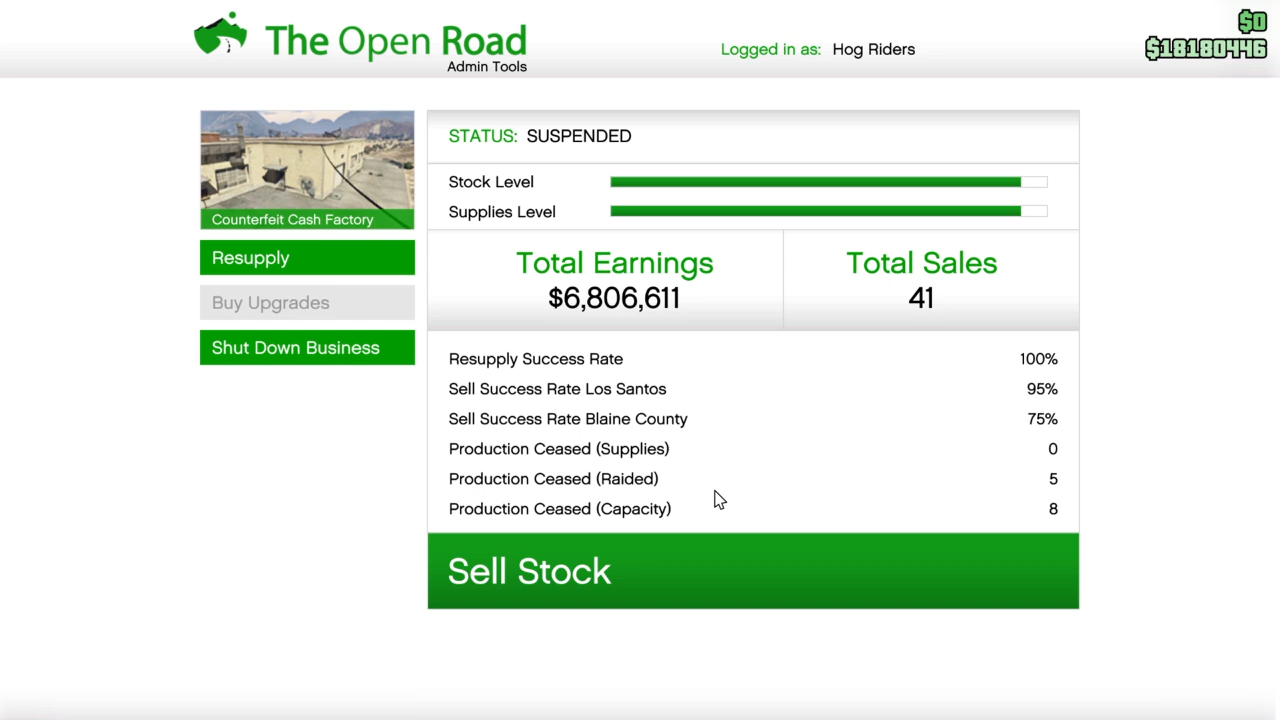 The Open Road
Admin Tools
Logged in as: Hog Riders
$0
$18180446
Counterfeit Cash Factory
Resupply
Buy Upgrades
Shut Down Business
STATUS: SUSPENDED
Stock Level
Supplies Level
Total Earnings
$6,806,611
Total Sales
41
Resupply Success Rate 100%
Sell Success Rate Los Santos 95%
Sell Success Rate Blaine County 75%
Production Ceased (Supplies) 0
Production Ceased (Raided) 5
Production Ceased (Capacity) 8
Sell Stock